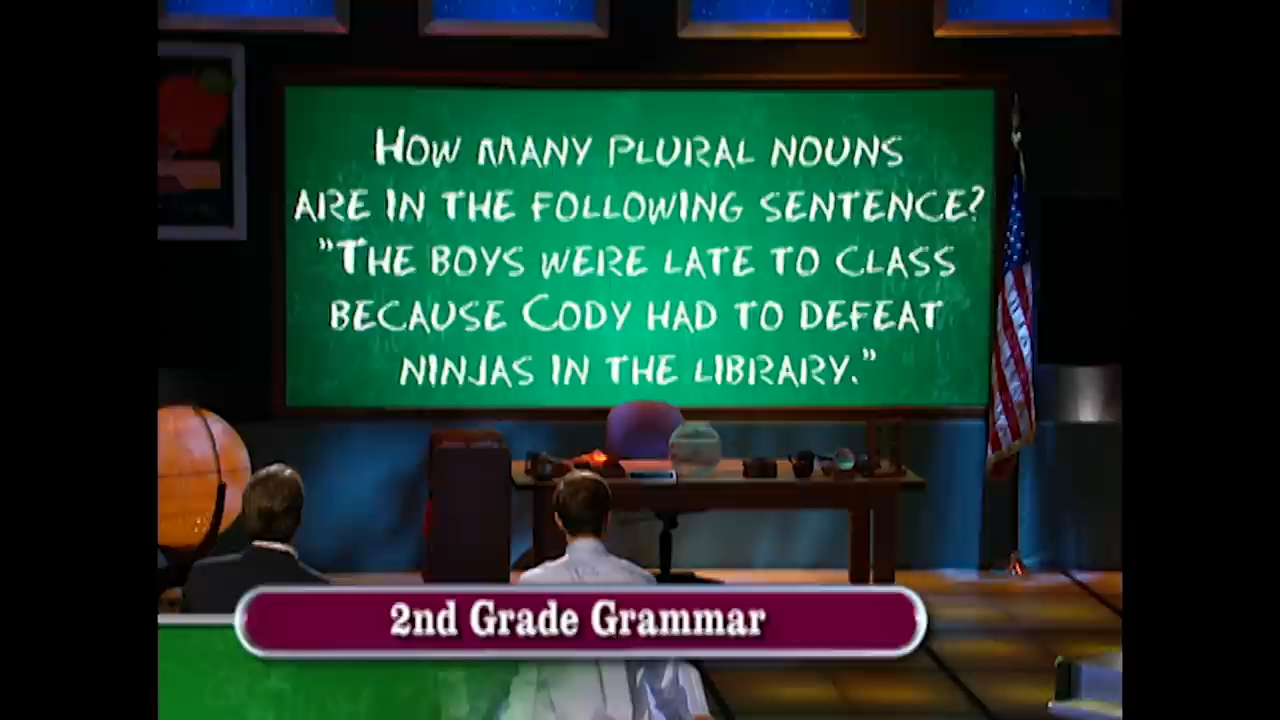 How many plural nouns
are in the following sentence?
"The boys were late to class
because Cody had to defeat
ninjas in the library."
2nd Grade Grammar